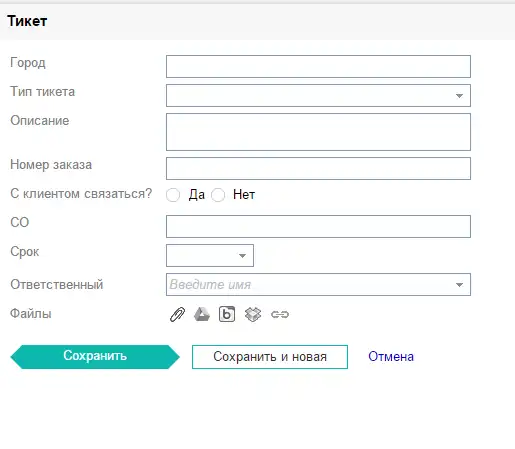 Тикет
Город
Тип тикета
Описание
Номер заказа
С клиентом связаться? Да Нет
СО
Срок
Ответственный Введите имя
Файлы
Сохранить Сохранить и новая Отмена